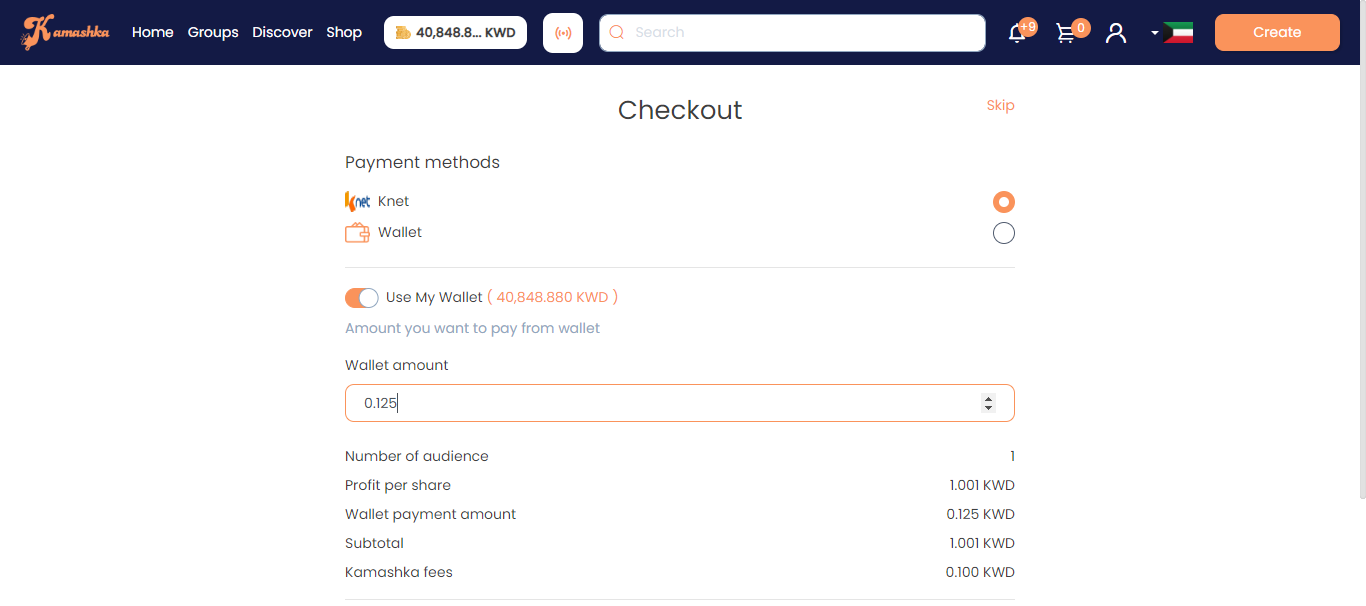 Kamashka Home Groups Discover Shop 40,848.8... KWD Search +9 0 Create
Checkout Skip
Payment methods
Knet Knet
Wallet
Use My Wallet ( 40,848.880 KWD )
Amount you want to pay from wallet
Wallet amount
0.125
Number of audience 1
Profit per share 1.001 KWD
Wallet payment amount 0.125 KWD
Subtotal 1.001 KWD
Kamashka fees 0.100 KWD